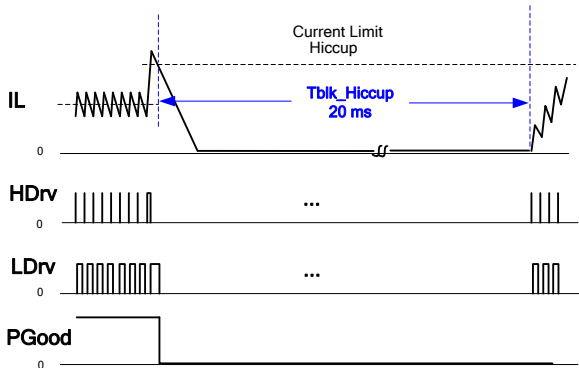 Current Limit
Hiccup
IL
Tblk_Hiccup
20 ms
0
HDrv
...
0
LDrv
...
0
PGood
0